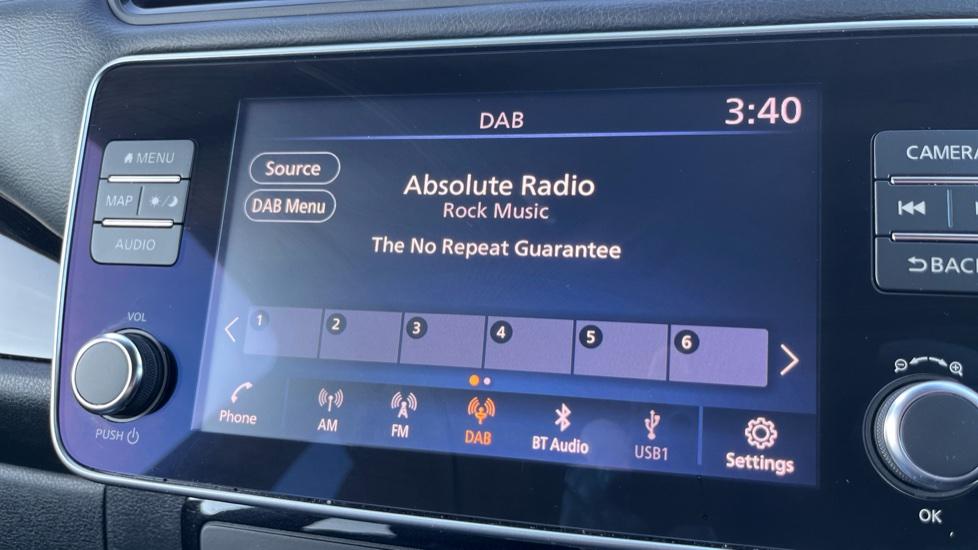 DAB
3:40
MENU
MAP
AUDIO
Source
DAB Menu
Absolute Radio
Rock Music
The No Repeat Guarantee
1 2 3 4 5 6
Phone AM FM DAB BT Audio USB1 Settings
VOL
PUSH
CAMERA
BACK
OK